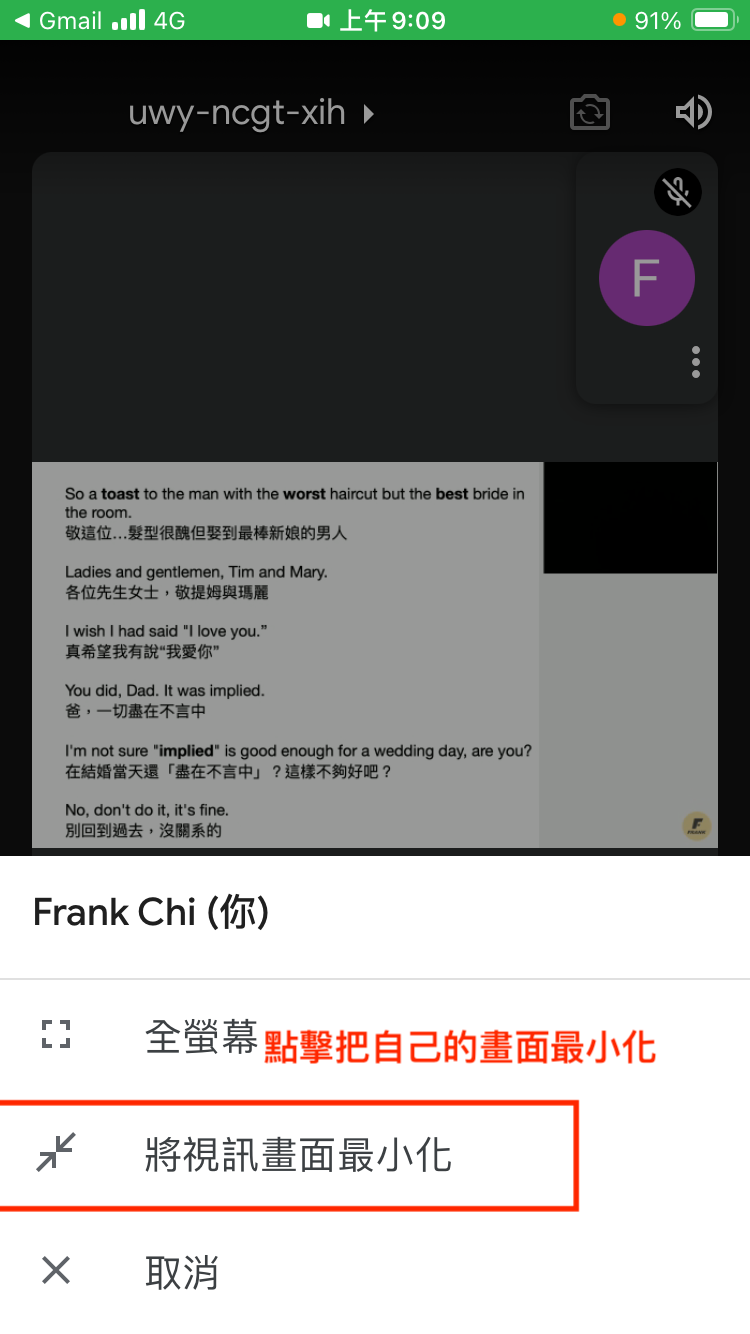 Gmail 4G 上午9:09 91%
uwy-ncgt-xih
F
So a toast to the man with the worst haircut but the best bride in
the room.
敬這位…髮型很醜但娶到最棒新娘的男人
Ladies and gentlemen, Tim and Mary.
各位先生女士，敬提姆與瑪麗
I wish I had said "I love you.”
真希望我有說“我愛你”
You did, Dad. It was implied.
爸，一切盡在不言中
I'm not sure "implied" is good enough for a wedding day, are you?
在結婚當天還「盡在不言中」？這樣不夠好吧？
No, don't do it, it's fine.
別回到過去，沒關系的
F
FRANK
Frank Chi (你)
全螢幕
點擊把自己的畫面最小化
將視訊畫面最小化
取消